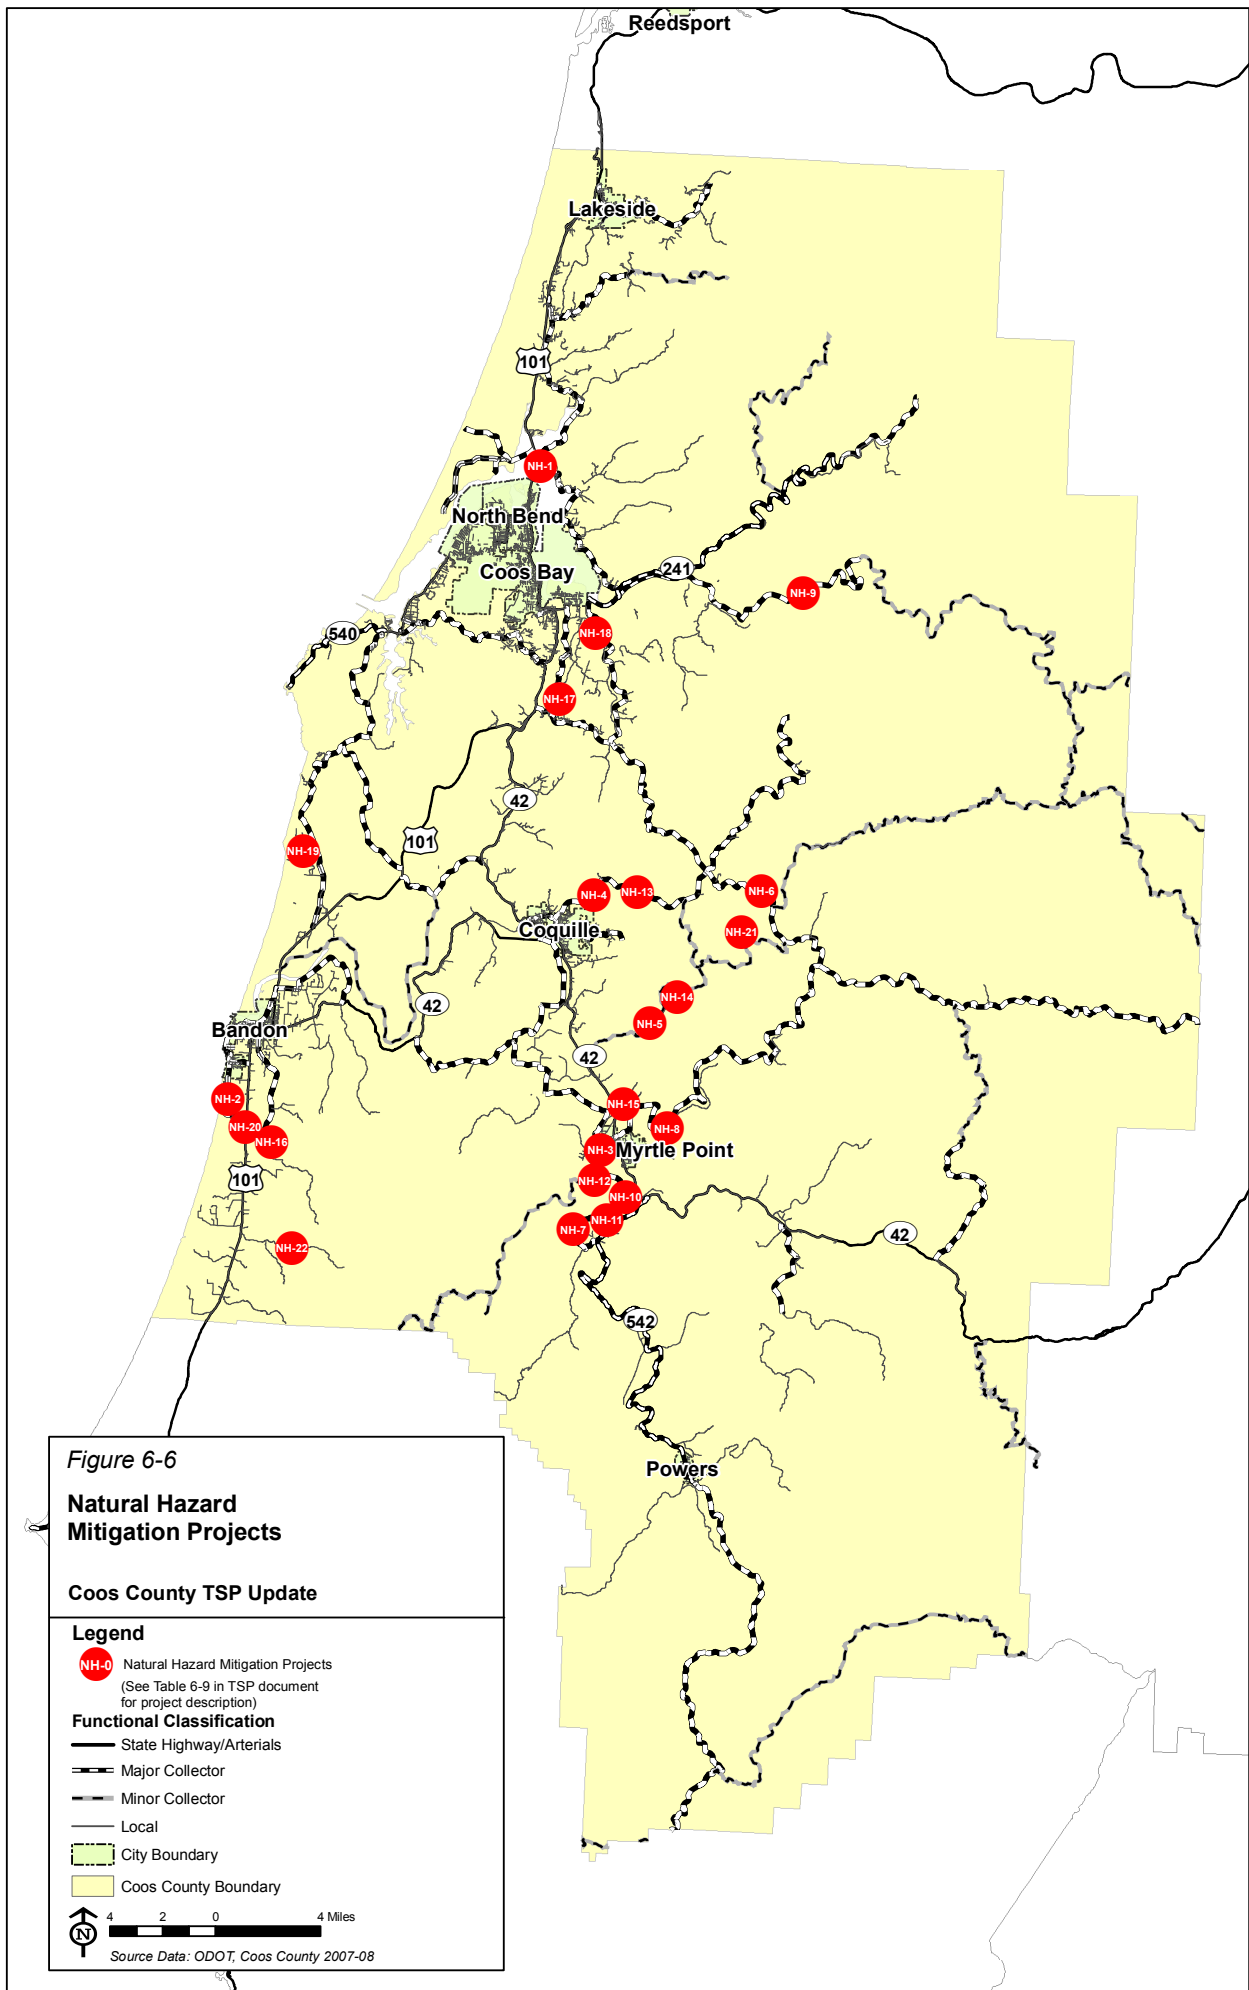 Reedsport
Lakeside
101
NH-1
North Bend
Coos Bay
241
NH-9
540
NH-18
NH-17
42
101
NH-19
NH-4
NH-13
NH-6
Coquille
NH-21
42
NH-14
NH-5
Bandon
42
NH-2
NH-15
NH-20
NH-8
NH-16
NH-3
Myrtle Point
101
NH-12
NH-10
NH-11
NH-7
42
NH-22
542
Powers
Figure 6-6
Natural Hazard
Mitigation Projects
Coos County TSP Update
Legend
NH-0 Natural Hazard Mitigation Projects
(See Table 6-9 in TSP document
for project description)
Functional Classification
State Highway/Arterials
Major Collector
Minor Collector
Local
City Boundary
Coos County Boundary
N
4 2 0 4 Miles
Source Data: ODOT, Coos County 2007-08